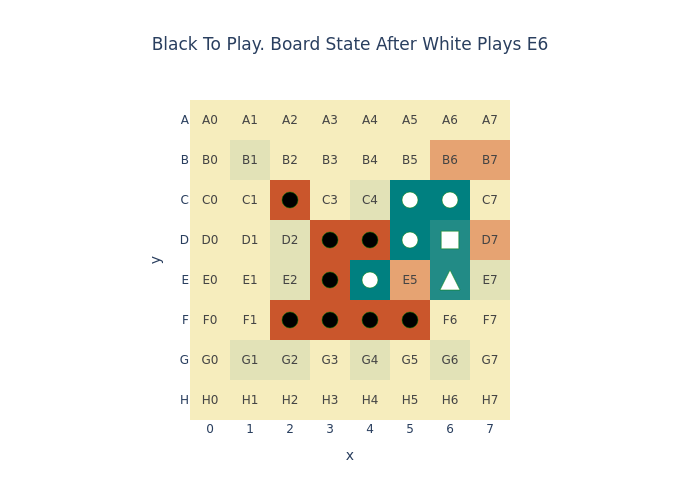 Black To Play. Board State After White Plays E6
A A0 A1 A2 A3 A4 A5 A6 A7
B B0 B1 B2 B3 B4 B5 B6 B7
C C0 C1 C3 C4 C7
D D0 D1 D2 D7
E E0 E1 E2 E5 E7
F F0 F1 F6 F7
G G0 G1 G2 G3 G4 G5 G6 G7
H H0 H1 H2 H3 H4 H5 H6 H7
0 1 2 3 4 5 6 7
x
y